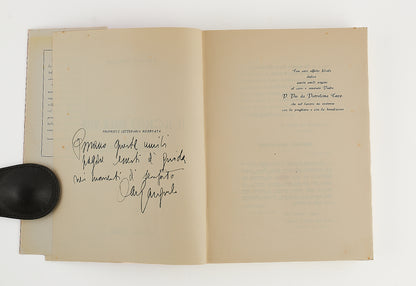 PROPRIETÀ LETTERARIA RISERVATA
Possano queste umili
pagine esserti di guida
nei momenti di sconforto
Con vero affetto filiale
dedico
queste umili pagine
al caro e venerato Padre
P. Pio da Pietrelcina Capp.
che nel lavoro mi sostenne
con la preghiera e con la benedizione